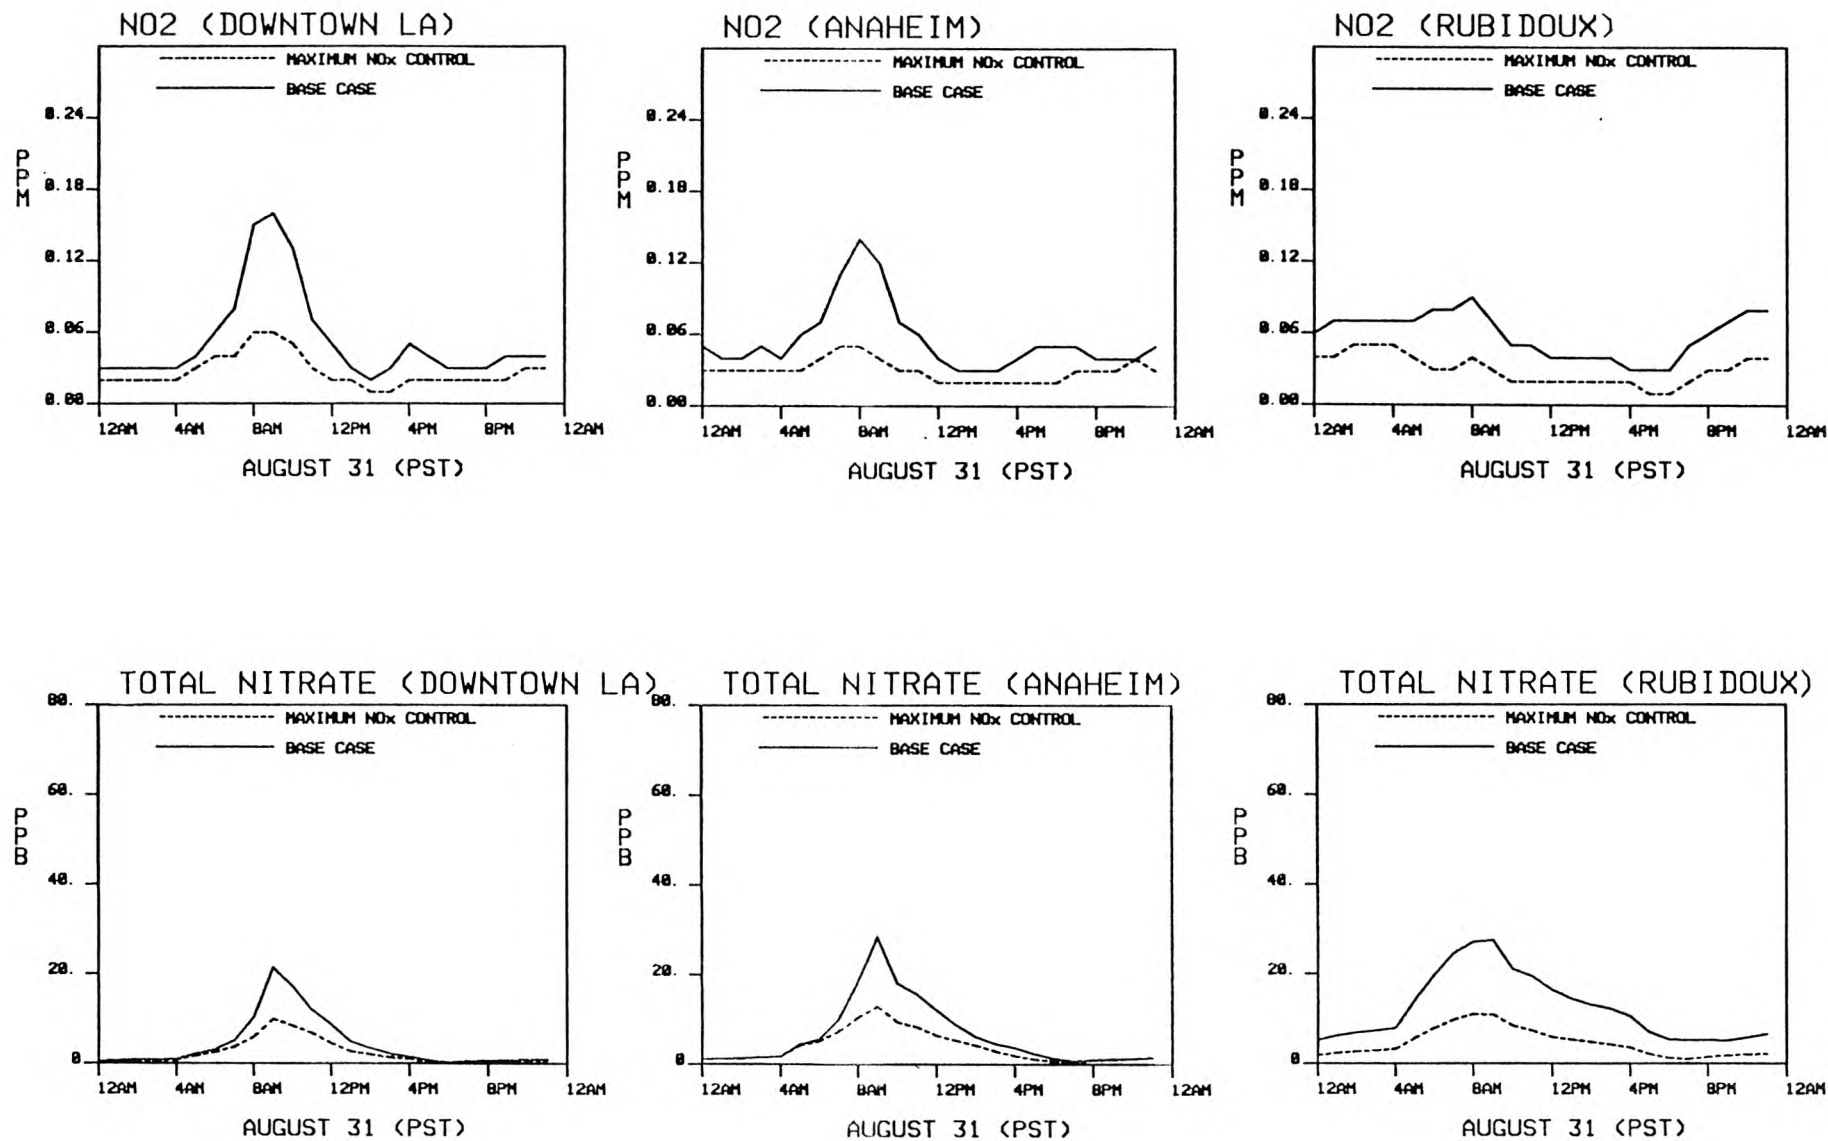 NO2 (DOWNTOWN LA)
MAXIMUM NOx CONTROL
BASE CASE
PPM
0.24
0.18
0.12
0.06
0.00
12AM 4AM 8AM 12PM 4PM 8PM 12AM
AUGUST 31 (PST)
NO2 (ANAHEIM)
MAXIMUM NOx CONTROL
BASE CASE
PPM
0.24
0.18
0.12
0.06
0.00
12AM 4AM 8AM 12PM 4PM 8PM 12AM
AUGUST 31 (PST)
NO2 (RUBIDOUX)
MAXIMUM NOx CONTROL
BASE CASE
PPM
0.24
0.18
0.12
0.06
0.00
12AM 4AM 8AM 12PM 4PM 8PM 12AM
AUGUST 31 (PST)
TOTAL NITRATE (DOWNTOWN LA)
MAXIMUM NOx CONTROL
BASE CASE
PPB
80.
60.
40.
20.
0
12AM 4AM 8AM 12PM 4PM 8PM 12AM
AUGUST 31 (PST)
TOTAL NITRATE (ANAHEIM)
MAXIMUM NOx CONTROL
BASE CASE
PPB
80.
60.
40.
20.
0
12AM 4AM 8AM 12PM 4PM 8PM 12AM
AUGUST 31 (PST)
TOTAL NITRATE (RUBIDOUX)
MAXIMUM NOx CONTROL
BASE CASE
PPB
80.
60.
40.
20.
0
12AM 4AM 8AM 12PM 4PM 8PM 12AM
AUGUST 31 (PST)